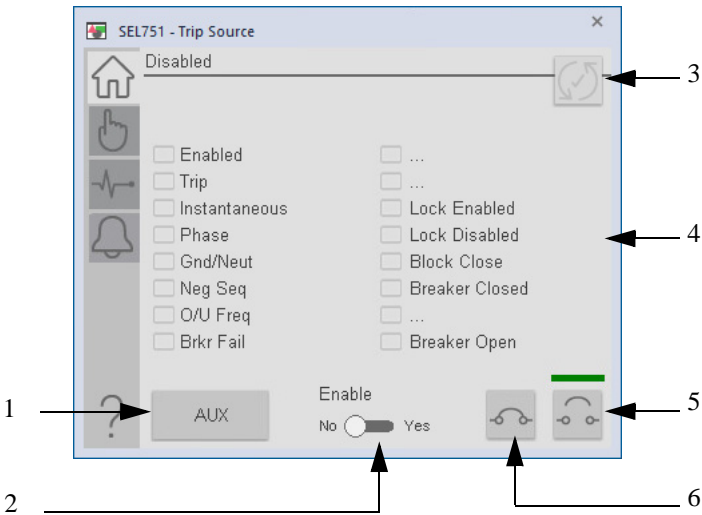 SEL751 - Trip Source
Disabled
3
Enabled
...
Trip
...
Instantaneous
Lock Enabled
Phase
Lock Disabled
4
Gnd/Neut
Block Close
Neg Seq
Breaker Closed
O/U Freq
...
Brkr Fail
Breaker Open
1
?
AUX
Enable
No
Yes
5
2
6